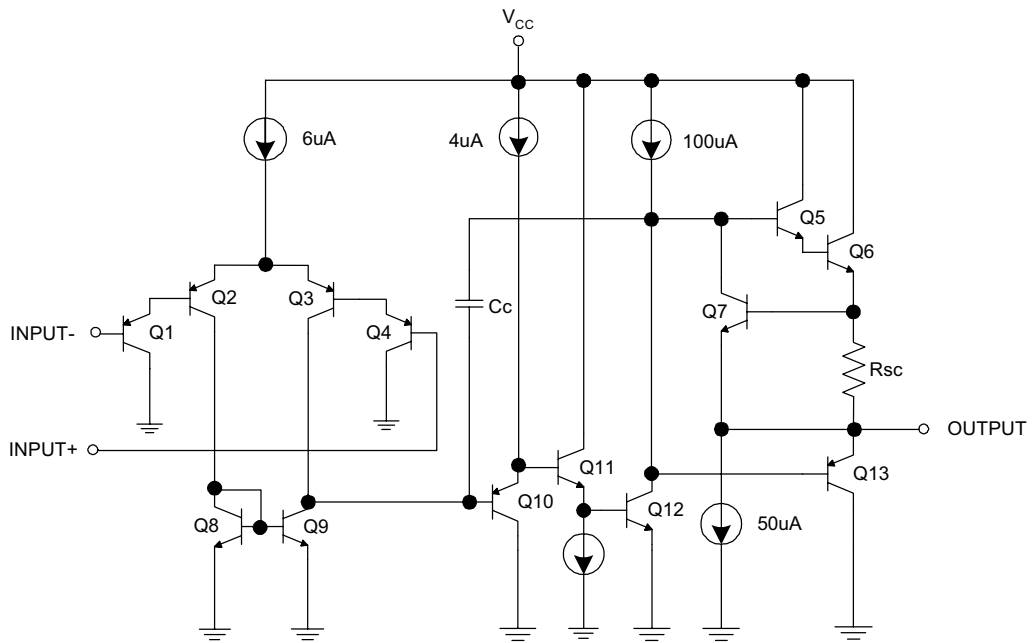 VCC
6uA
4uA
100uA
Q5
Q6
Q2
Q3
Cc
Q7
INPUT-
Q1
Q4
Rsc
OUTPUT
INPUT+
Q11
Q13
Q10
Q12
Q8
Q9
50uA